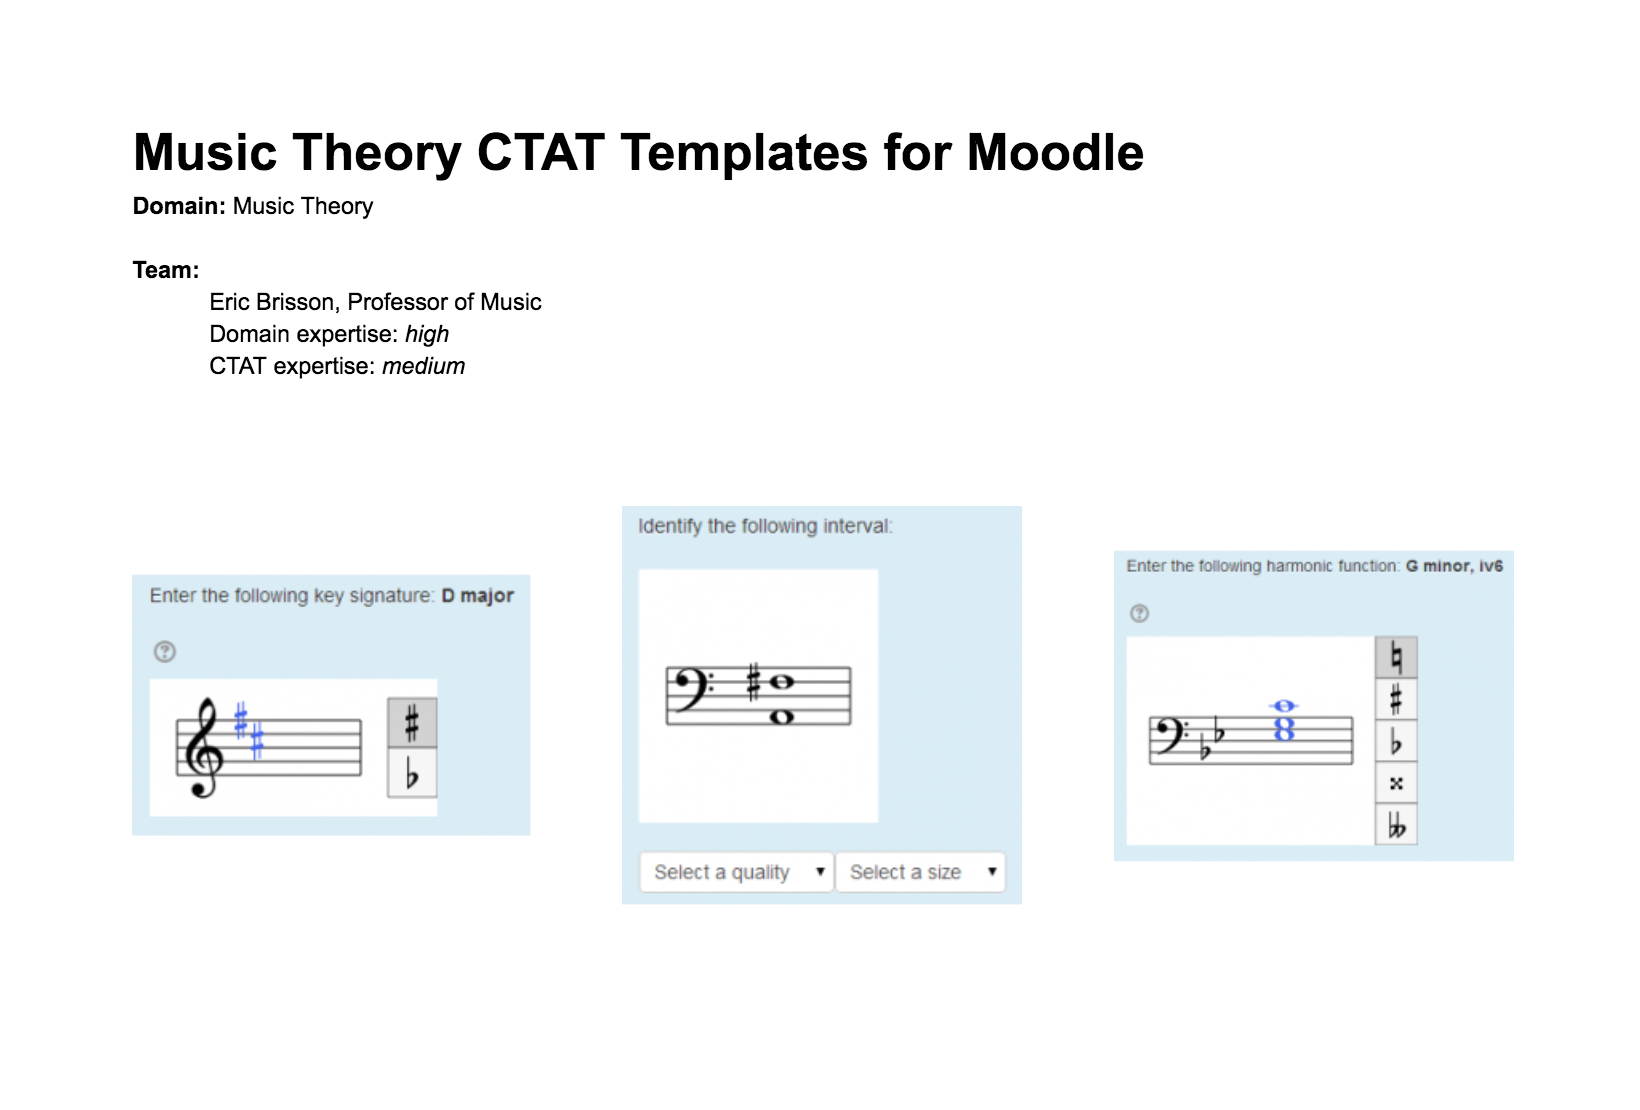 Music Theory CTAT Templates for Moodle
Domain: Music Theory
Team:
Eric Brisson, Professor of Music
Domain expertise: high
CTAT expertise: medium
Enter the following key signature: D major
Identify the following interval:
Select a quality
Select a size
Enter the following harmonic function: G minor, iv6